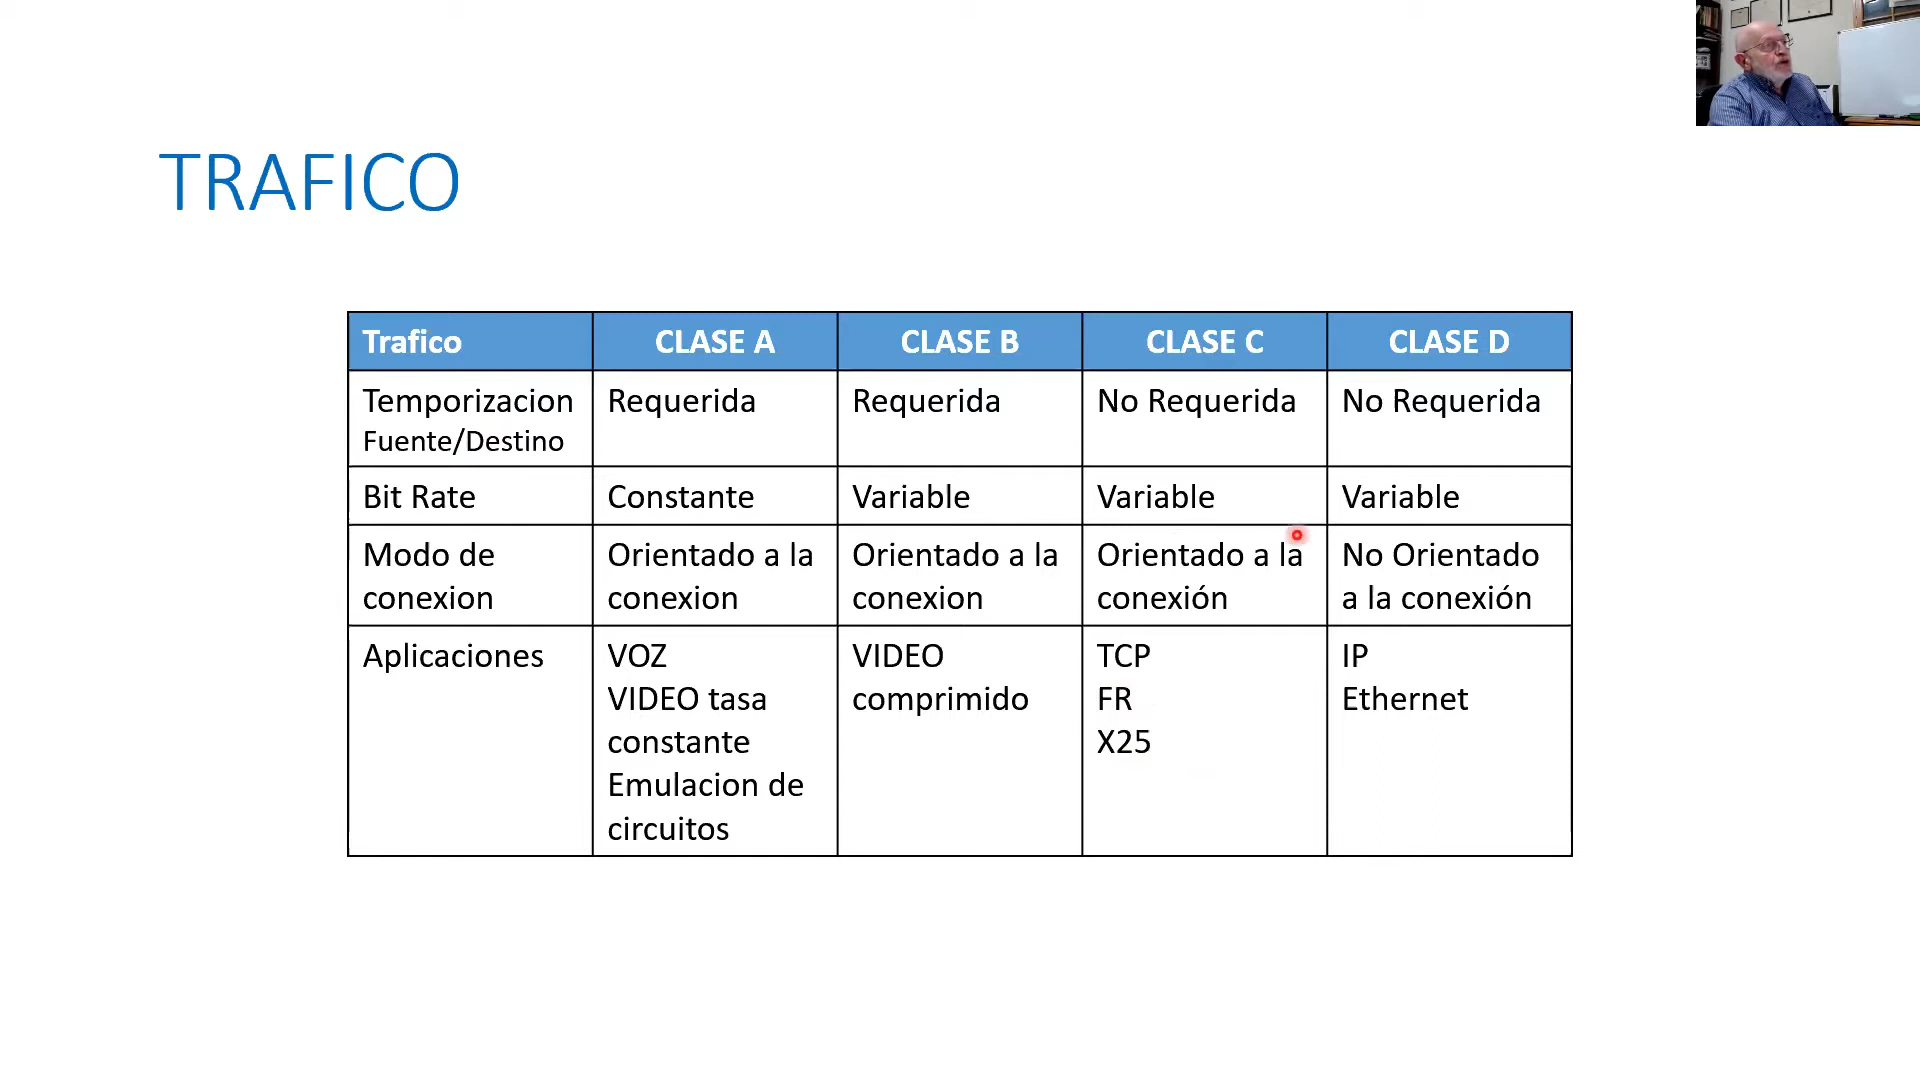 TRAFICO
Trafico CLASE A CLASE B CLASE C CLASE D
Temporizacion Requerida Requerida No Requerida No Requerida
Fuente/Destino
Bit Rate Constante Variable Variable Variable
Modo de Orientado a la Orientado a la Orientado a la No Orientado
conexion conexion conexion conexión a la conexión
Aplicaciones VOZ VIDEO TCP IP
VIDEO tasa comprimido FR Ethernet
constante X25
Emulacion de
circuitos